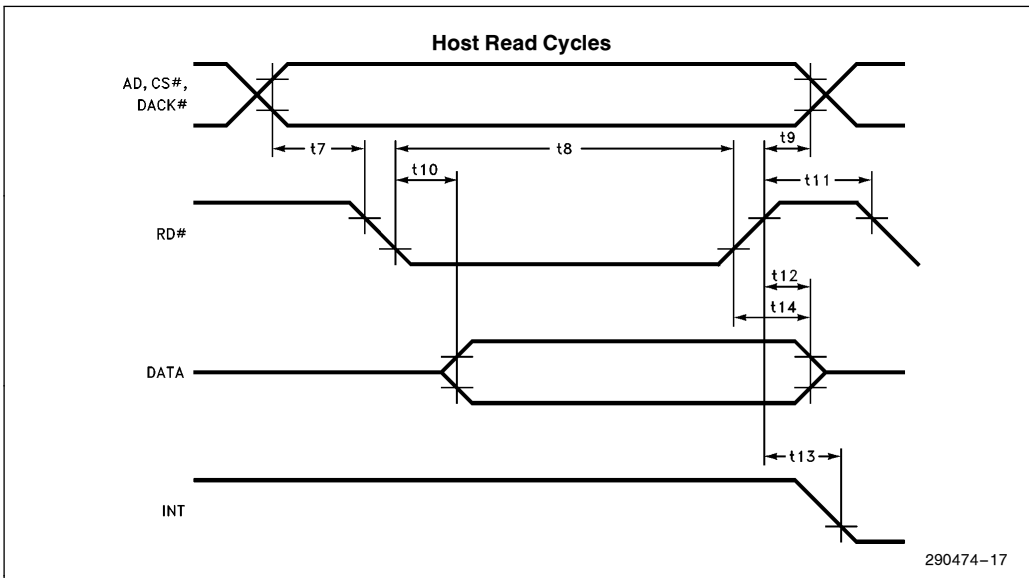 Host Read Cycles
AD, CS#,
DACK#
t7
t8
t9
t10
t11
RD#
t12
t14
DATA
t13
INT
290474-17